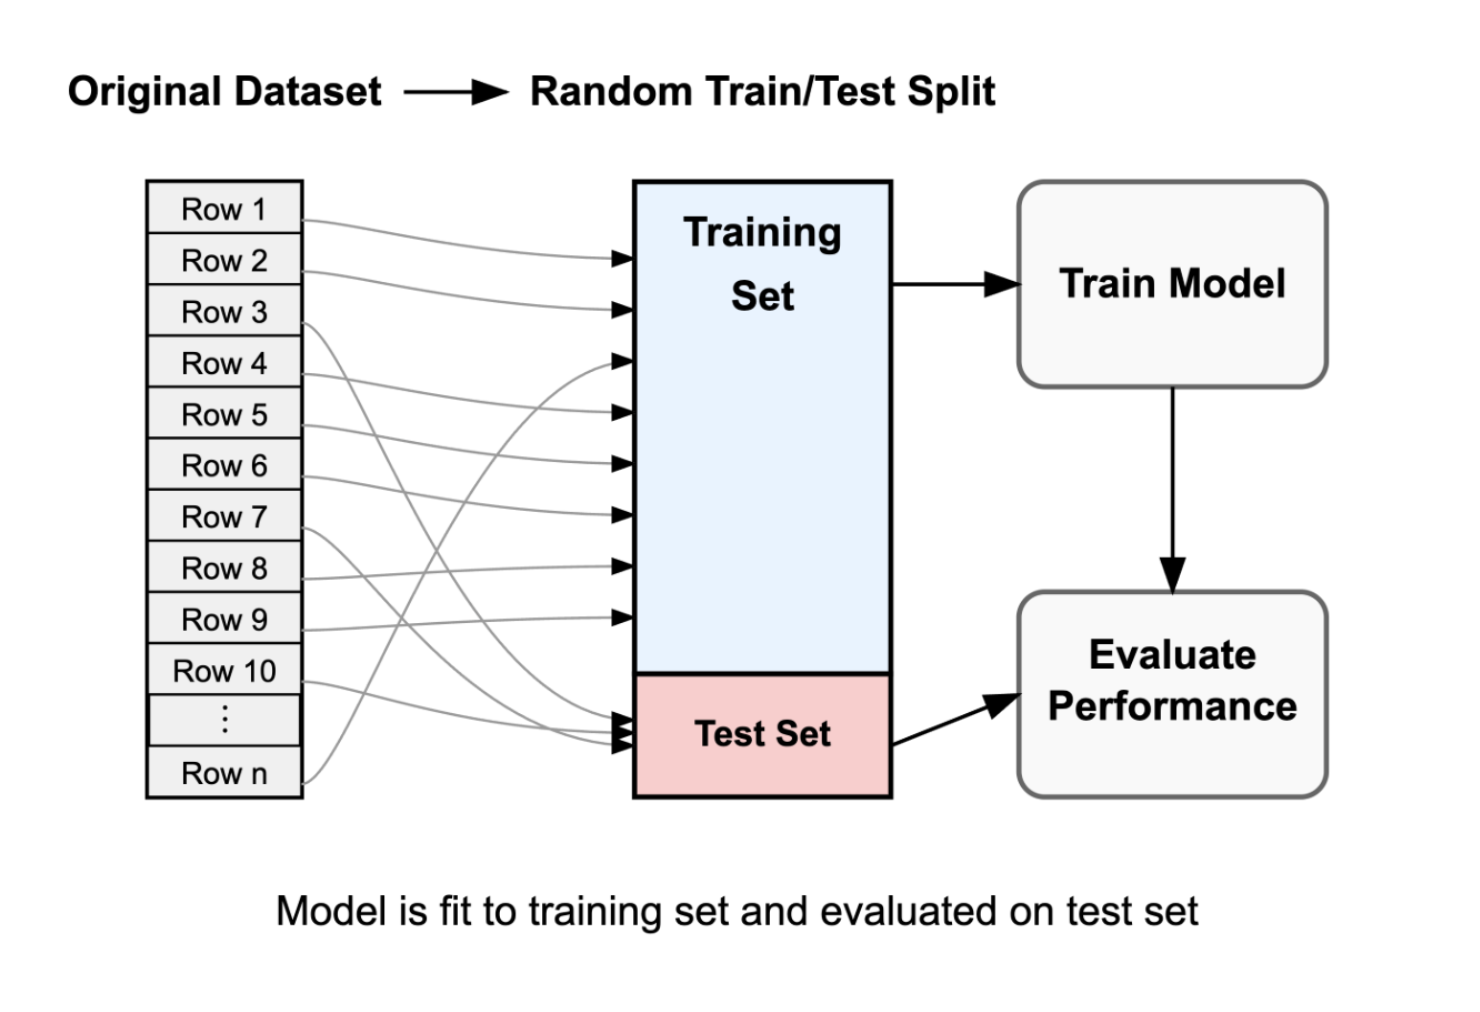 Original Dataset
Random Train/Test Split
Row 1
Row 2
Row 3
Row 4
Row 5
Row 6
Row 7
Row 8
Row 9
Row 10
⋮
Row n
Training
Set
Test Set
Train Model
Evaluate
Performance
Model is fit to training set and evaluated on test set